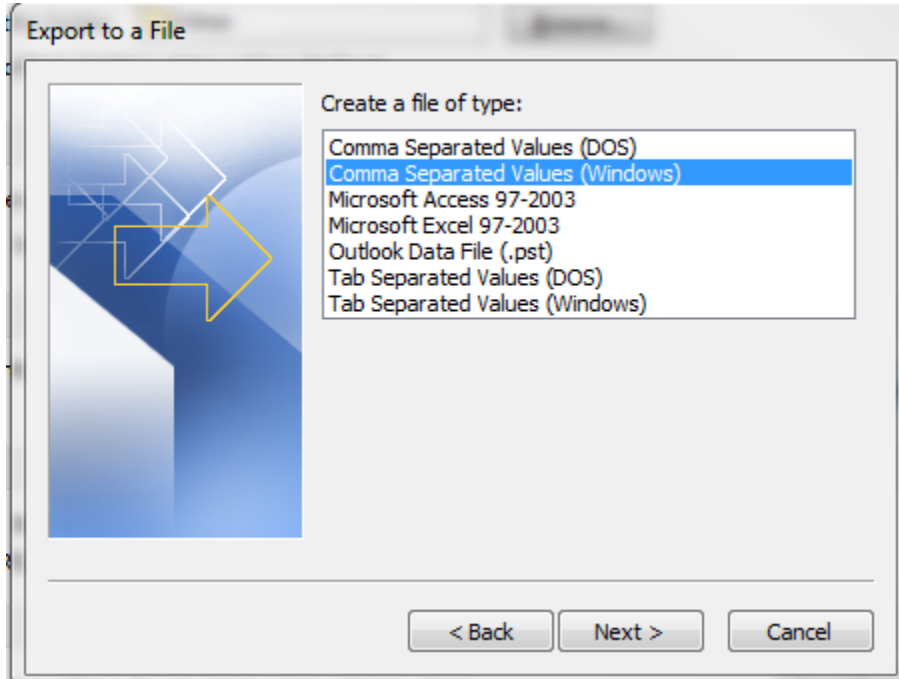 Export to a File
Create a file of type:
Comma Separated Values (DOS)
Comma Separated Values (Windows)
Microsoft Access 97-2003
Microsoft Excel 97-2003
Outlook Data File (.pst)
Tab Separated Values (DOS)
Tab Separated Values (Windows)
< Back
Next >
Cancel